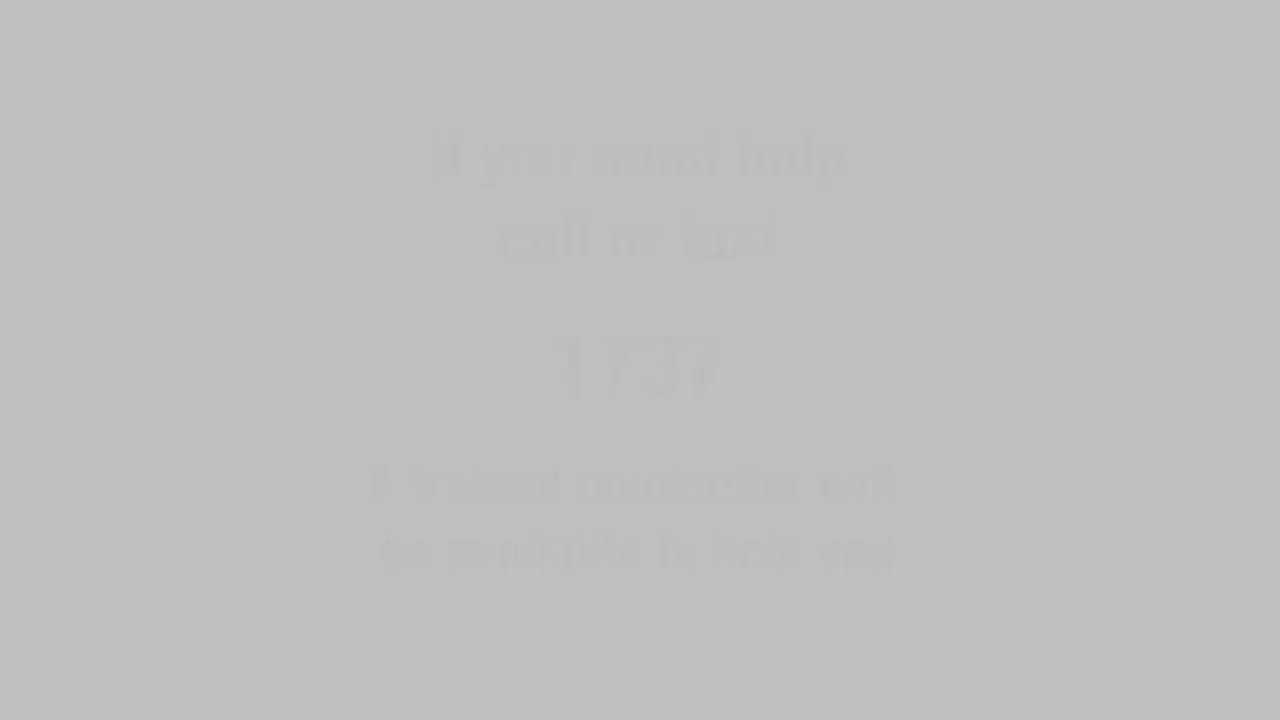 If you need help
call or text
1737
A trained counsellor will
be available to help you